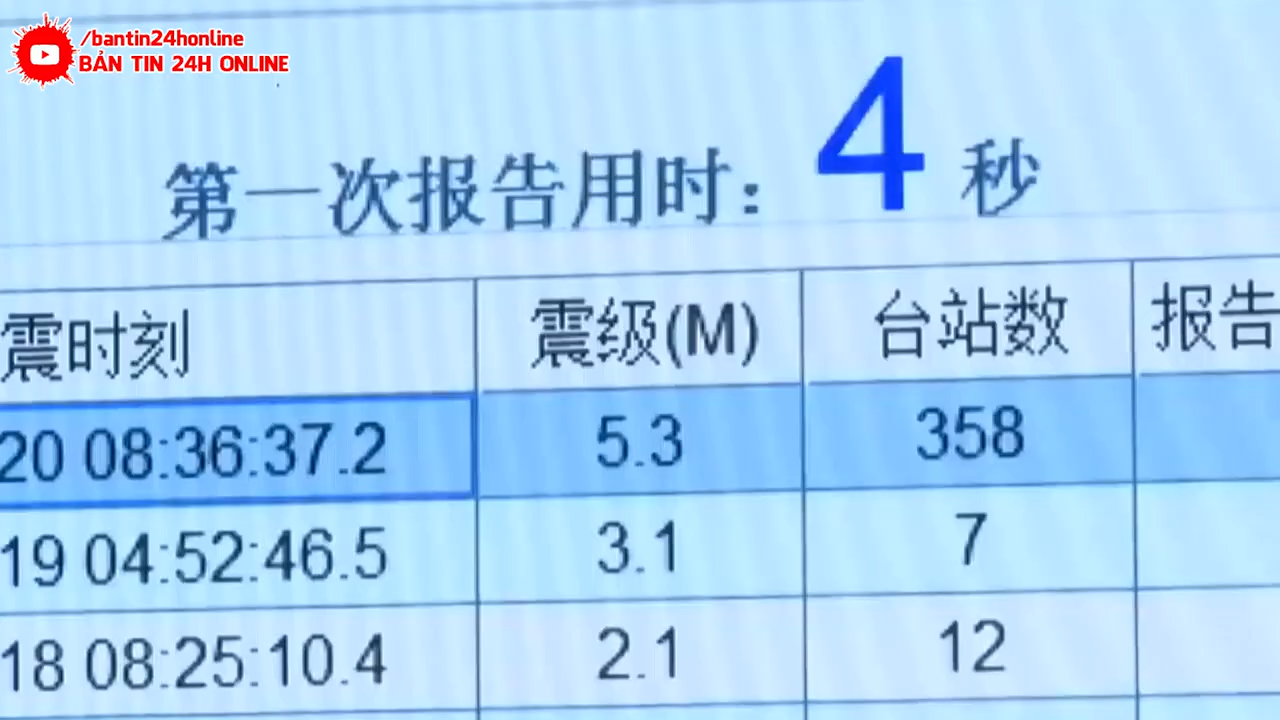 /bantin24honline
BẢN TIN 24H ONLINE
第一次报告用时：4 秒
震时刻 震级(M) 台站数 报告
20 08:36:37.2 5.3 358
19 04:52:46.5 3.1 7
18 08:25:10.4 2.1 12